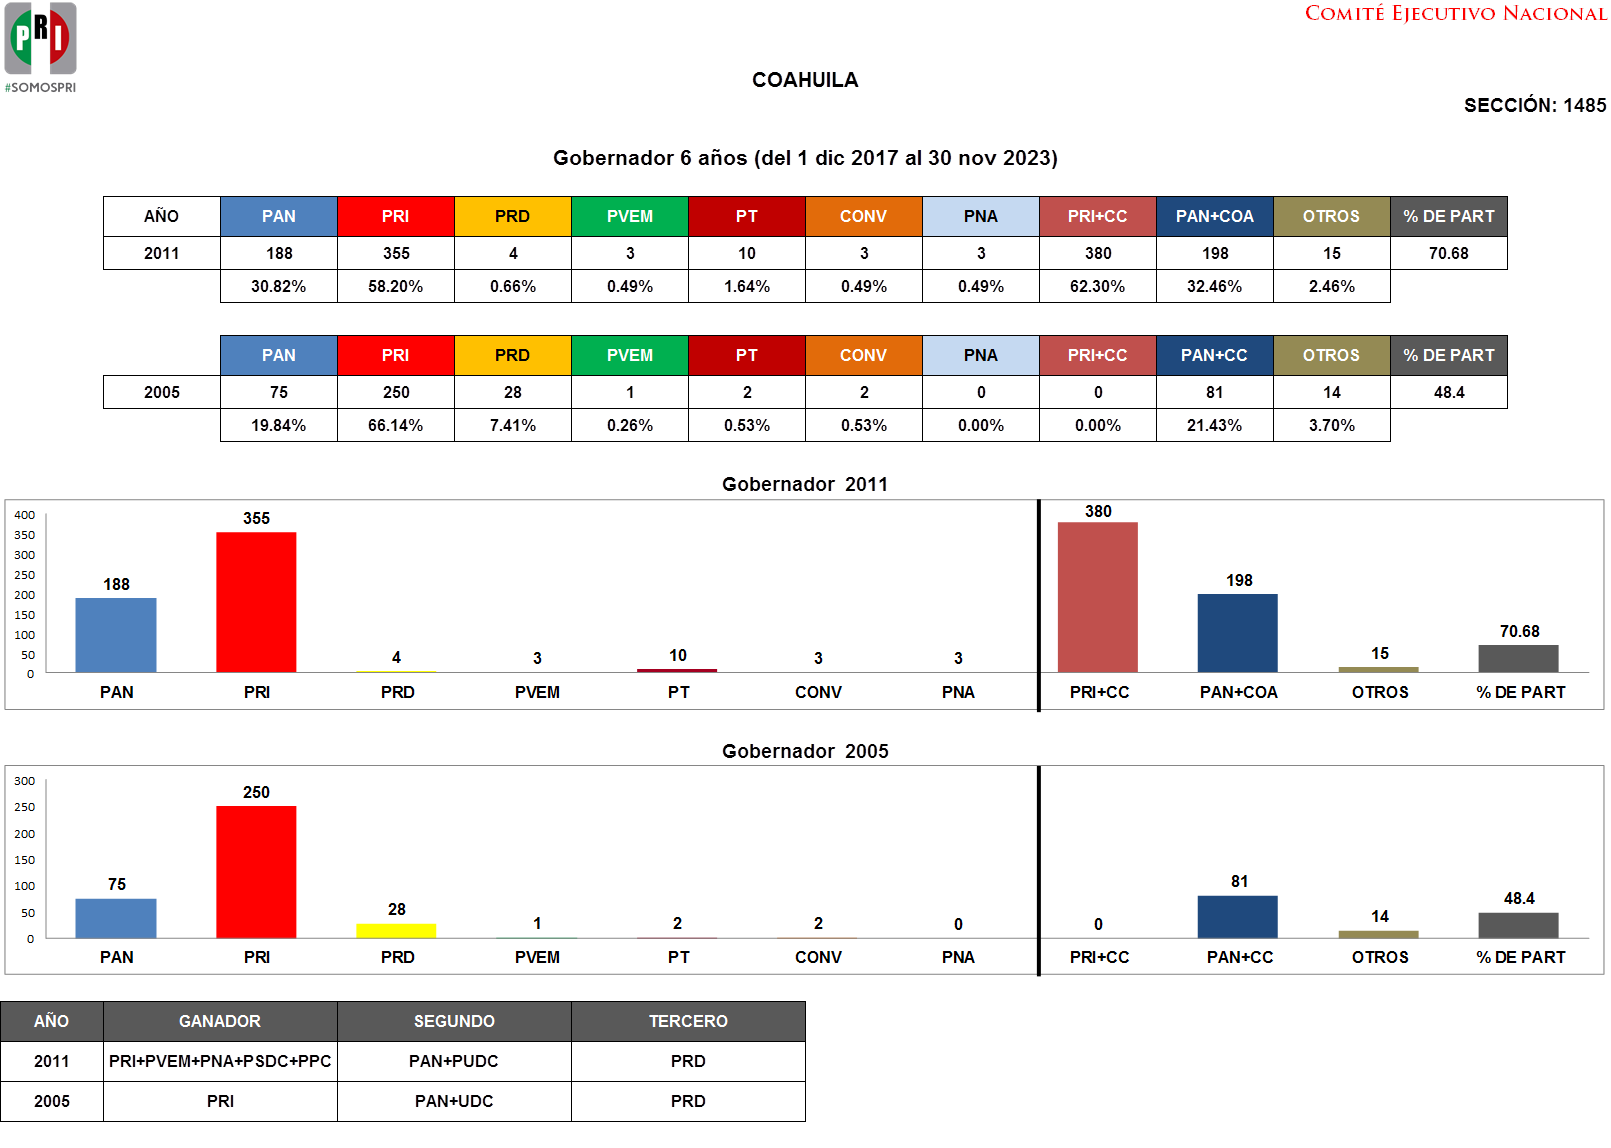 PRI
#SOMOSPRI
COMITÉ EJECUTIVO NACIONAL
COAHUILA
SECCIÓN: 1485
Gobernador 6 años (del 1 dic 2017 al 30 nov 2023)
AÑO PAN PRI PRD PVEM PT CONV PNA PRI+CC PAN+COA OTROS % DE PART
2011 188 355 4 3 10 3 3 380 198 15 70.68
30.82% 58.20% 0.66% 0.49% 1.64% 0.49% 0.49% 62.30% 32.46% 2.46%
PAN PRI PRD PVEM PT CONV PNA PRI+CC PAN+CC OTROS % DE PART
2005 75 250 28 1 2 2 0 0 81 14 48.4
19.84% 66.14% 7.41% 0.26% 0.53% 0.53% 0.00% 0.00% 21.43% 3.70%
Gobernador 2011
400
350
300
250
200
150
100
50
0
188 355 4 3 10 3 3 380 198 15 70.68
PAN PRI PRD PVEM PT CONV PNA PRI+CC PAN+COA OTROS % DE PART
Gobernador 2005
300
250
200
150
100
50
0
75 250 28 1 2 2 0 0 81 14 48.4
PAN PRI PRD PVEM PT CONV PNA PRI+CC PAN+CC OTROS % DE PART
AÑO GANADOR SEGUNDO TERCERO
2011 PRI+PVEM+PNA+PSDC+PPC PAN+PUDC PRD
2005 PRI PAN+UDC PRD